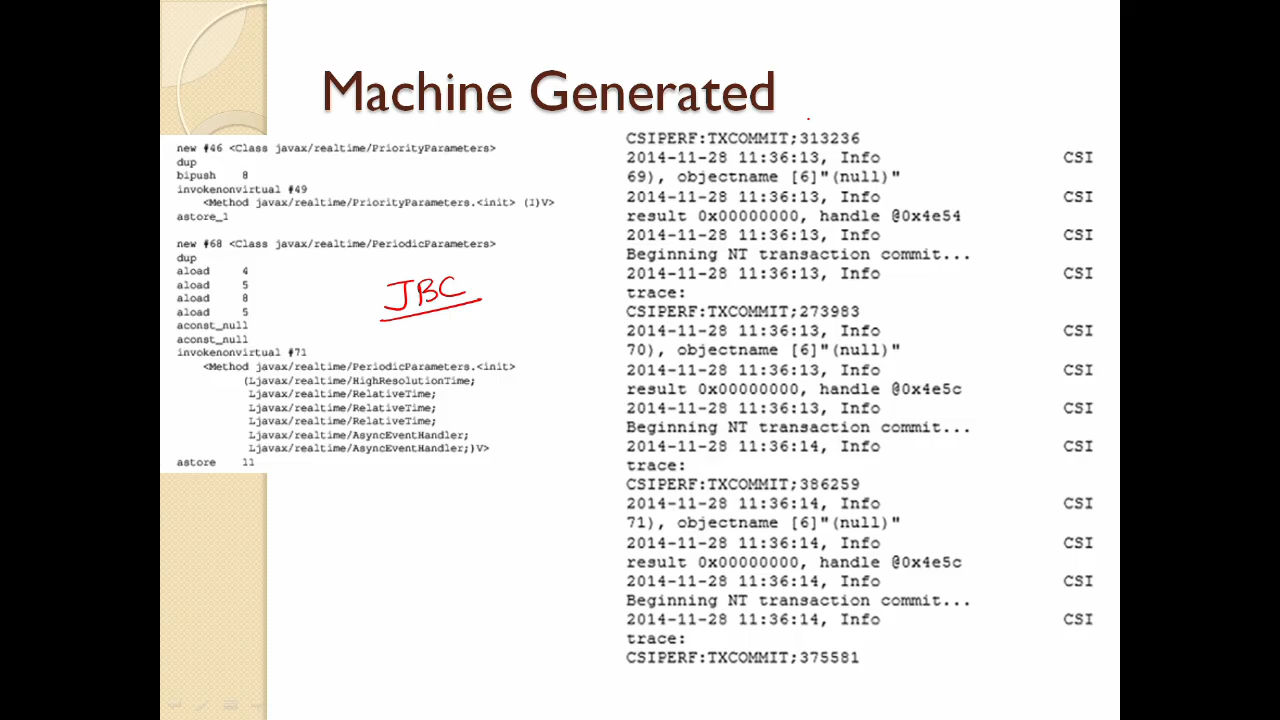 Machine Generated
new #46 <Class javax/realtime/PriorityParameters>
dup
bipush 8
invokenonvirtual #49
<Method javax/realtime/PriorityParameters.<init> (I)V>
astore_1
new #68 <Class javax/realtime/PeriodicParameters>
dup
aload 4
aload 5
aload 8
aload 5
aconst_null
aconst_null
invokenonvirtual #71
<Method javax/realtime/PeriodicParameters.<init>
(Ljavax/realtime/HighResolutionTime;
Ljavax/realtime/RelativeTime;
Ljavax/realtime/RelativeTime;
Ljavax/realtime/RelativeTime;
Ljavax/realtime/AsyncEventHandler;
Ljavax/realtime/AsyncEventHandler;)V>
astore 11
JBC
CSIPERF:TXCOMMIT;313236
2014-11-28 11:36:13, Info CSI
69), objectname [6]"(null)"
2014-11-28 11:36:13, Info CSI
result 0x00000000, handle @0x4e54
2014-11-28 11:36:13, Info CSI
Beginning NT transaction commit...
2014-11-28 11:36:13, Info CSI
trace:
CSIPERF:TXCOMMIT;273983
2014-11-28 11:36:13, Info CSI
70), objectname [6]"(null)"
2014-11-28 11:36:13, Info CSI
result 0x00000000, handle @0x4e5c
2014-11-28 11:36:13, Info CSI
Beginning NT transaction commit...
2014-11-28 11:36:14, Info CSI
trace:
CSIPERF:TXCOMMIT;386259
2014-11-28 11:36:14, Info CSI
71), objectname [6]"(null)"
2014-11-28 11:36:14, Info CSI
result 0x00000000, handle @0x4e5c
2014-11-28 11:36:14, Info CSI
Beginning NT transaction commit...
2014-11-28 11:36:14, Info CSI
trace:
CSIPERF:TXCOMMIT;375581